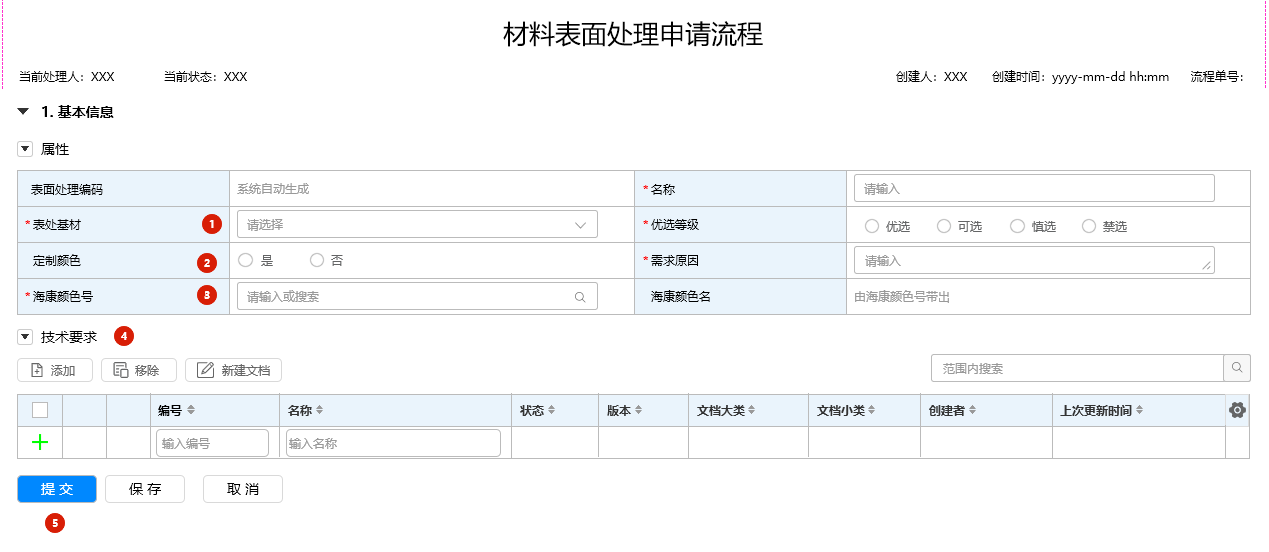 材料表面处理申请流程
当前处理人：XXX 当前状态：XXX 创建人：XXX 创建时间：yyyy-mm-dd hh:mm 流程单号：
1. 基本信息
属性
表面处理编码 系统自动生成 * 名称 请输入
* 表处基材 1 请选择 * 优选等级 优选 可选 慎选 禁选
定制颜色 2 是 否 * 需求原因 请输入
* 海康颜色号 3 请输入或搜索 海康颜色名 由海康颜色号带出
技术要求 4
添加 移除 新建文档 范围内搜索
编号 名称 状态 版本 文档大类 文档小类 创建者 上次更新时间
输入编号 输入名称
提交 保存 取消
5